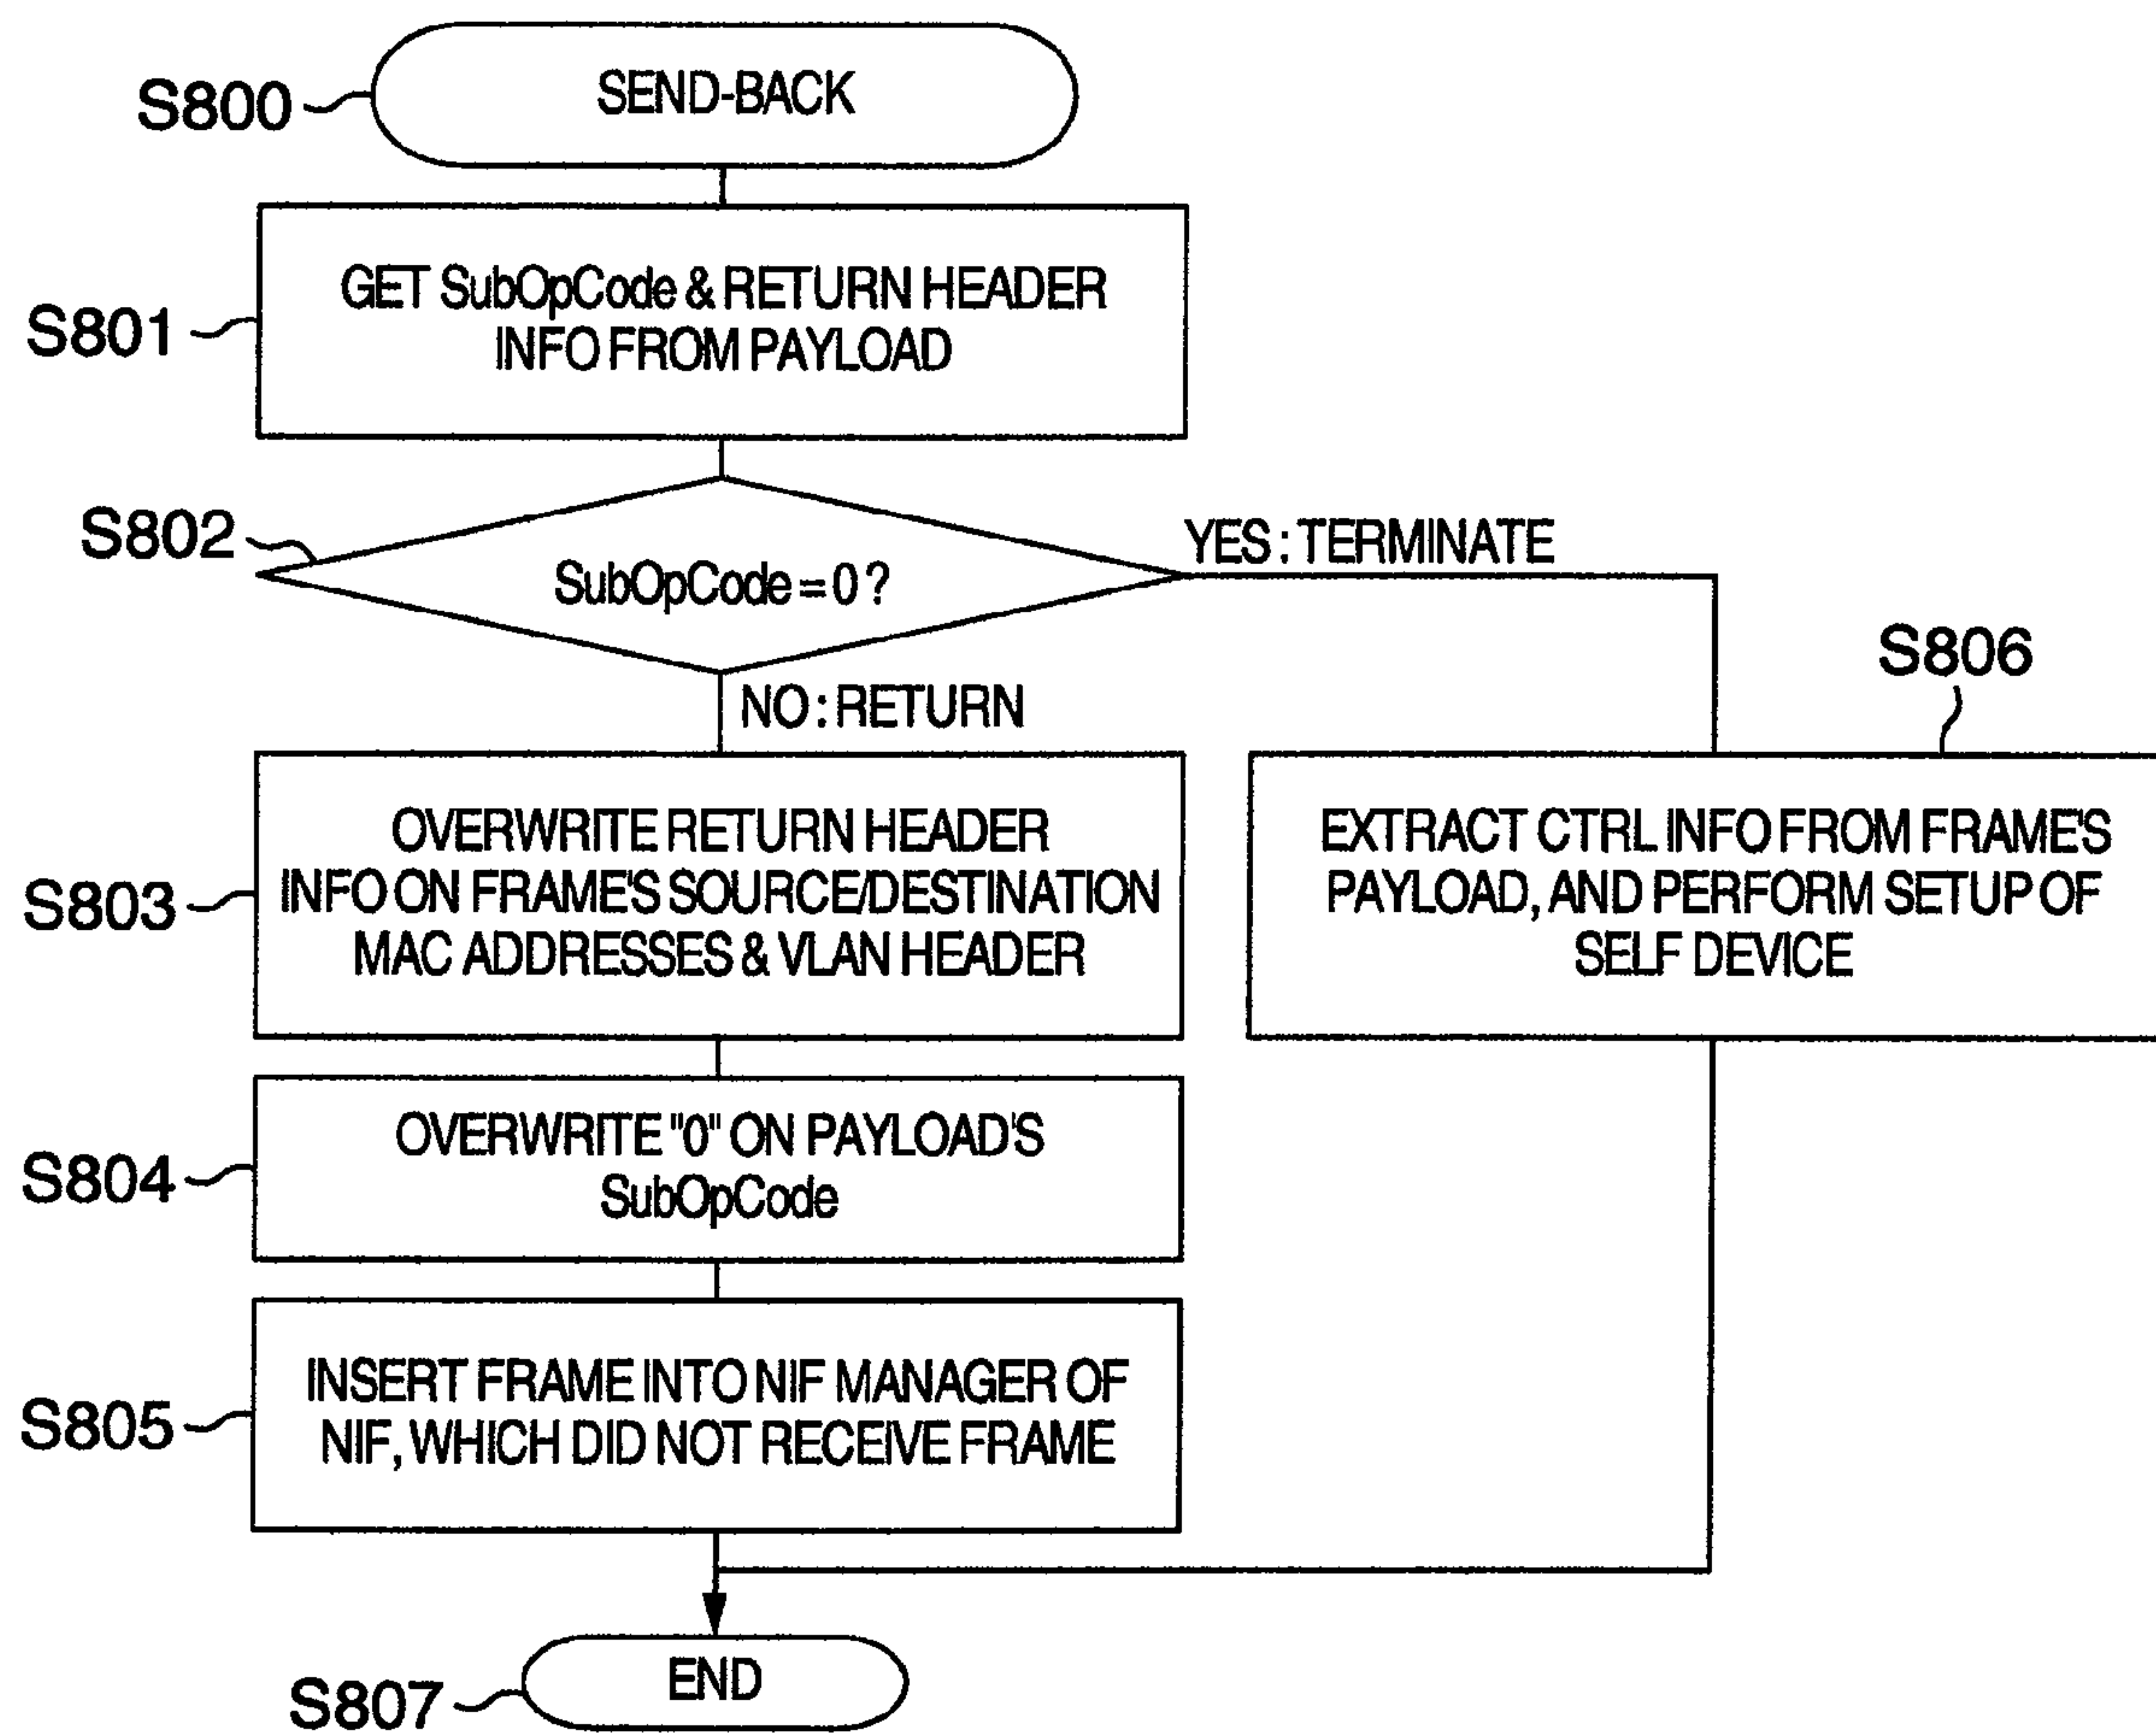 S800
SEND-BACK
S801
GET SubOpCode & RETURN HEADER
INFO FROM PAYLOAD
S802
SubOpCode = 0 ?
YES : TERMINATE
NO : RETURN
S803
OVERWRITE RETURN HEADER
INFO ON FRAME'S SOURCE/DESTINATION
MAC ADDRESSES & VLAN HEADER
S806
EXTRACT CTRL INFO FROM FRAME'S
PAYLOAD, AND PERFORM SETUP OF
SELF DEVICE
S804
OVERWRITE "0" ON PAYLOAD'S
SubOpCode
S805
INSERT FRAME INTO NIF MANAGER OF
NIF, WHICH DID NOT RECEIVE FRAME
S807
END